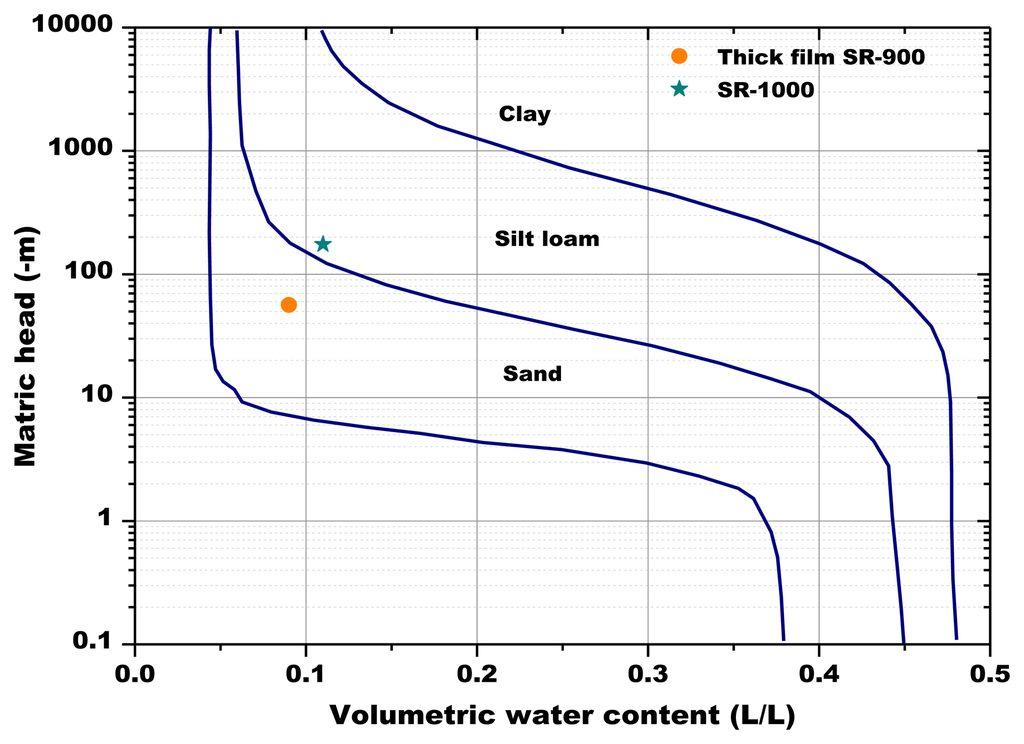 10000
Thick film SR-900
SR-1000
Clay
1000
Silt loam
100
Sand
10
1
0.1
Matric head (-m)
0.0 0.1 0.2 0.3 0.4 0.5
Volumetric water content (L/L)